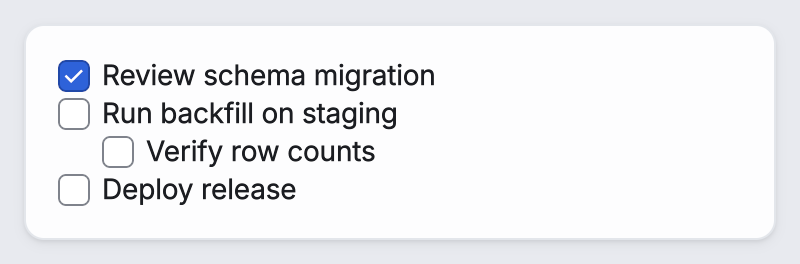 Review schema migration
Run backfill on staging
Verify row counts
Deploy release